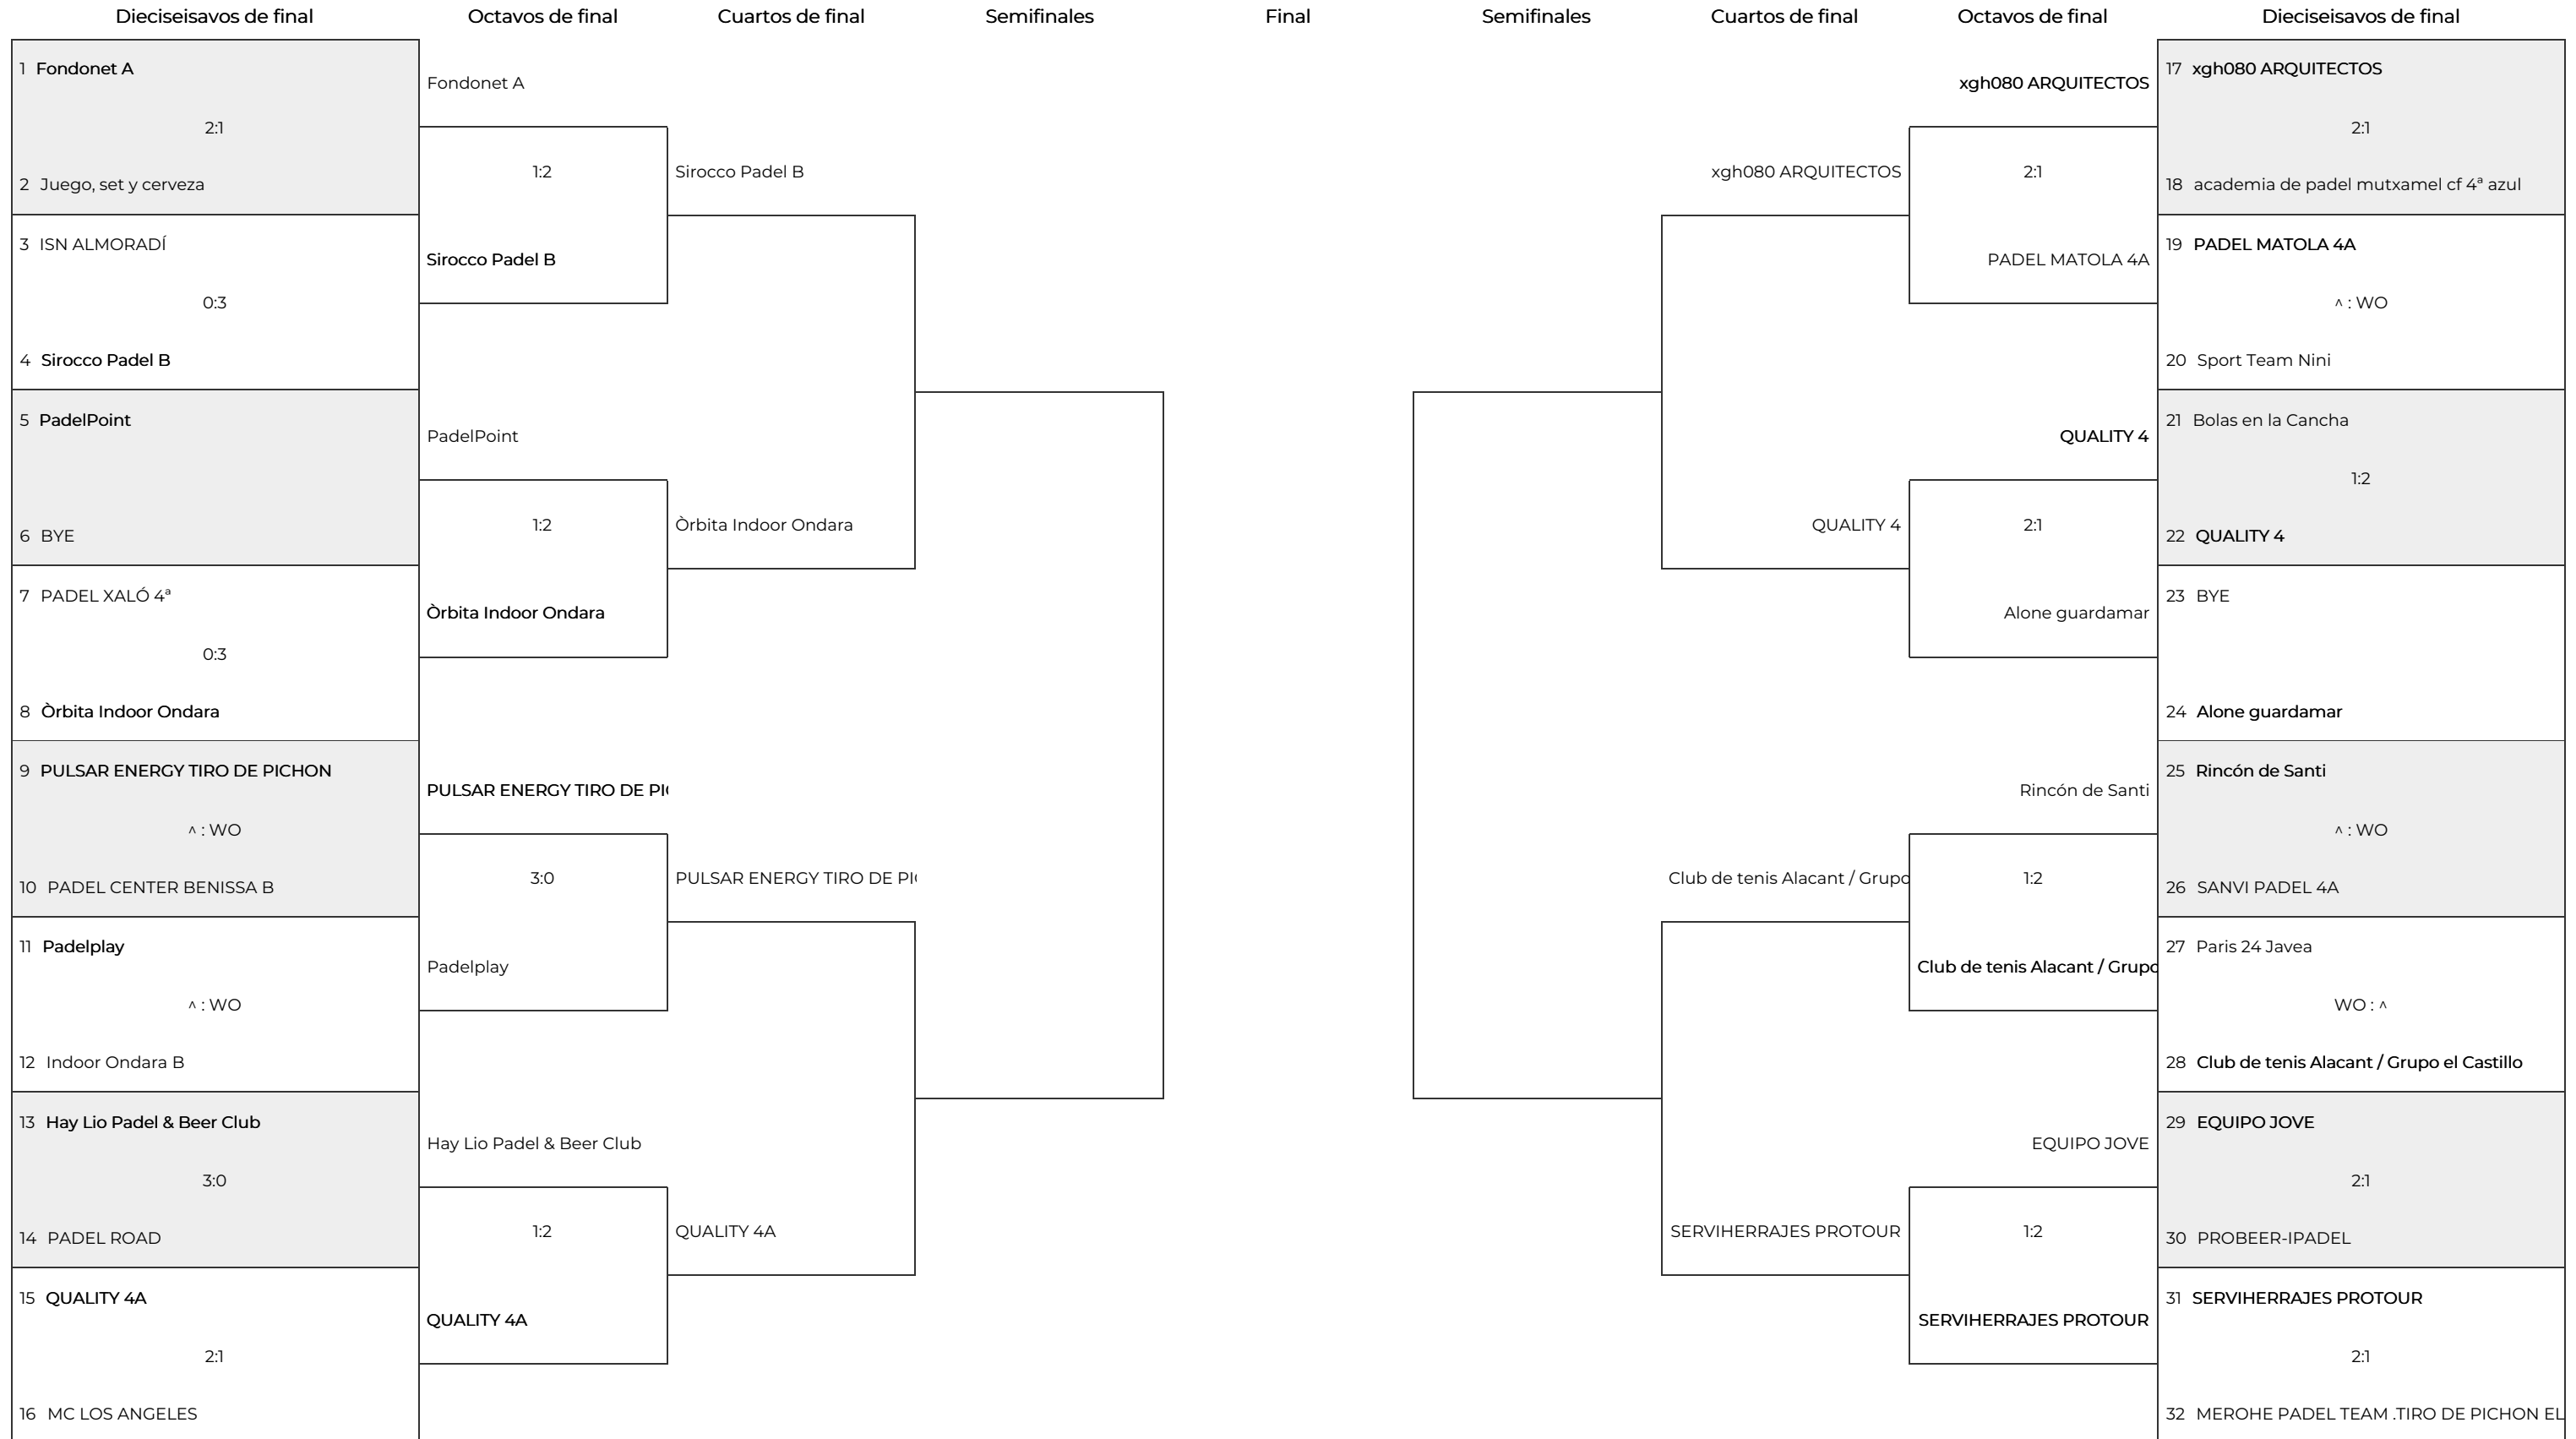 Dieciseisavos de final
Octavos de final
Cuartos de final
Semifinales
Final
Semifinales
Cuartos de final
Octavos de final
Dieciseisavos de final
1 Fondonet A
2:1
2 Juego, set y cerveza
3 ISN ALMORADÍ
0:3
4 Sirocco Padel B
5 PadelPoint
6 BYE
7 PADEL XALÓ 4ª
0:3
8 Òrbita Indoor Ondara
9 PULSAR ENERGY TIRO DE PICHON
^ : WO
10 PADEL CENTER BENISSA B
11 Padelplay
^ : WO
12 Indoor Ondara B
13 Hay Lio Padel & Beer Club
3:0
14 PADEL ROAD
15 QUALITY 4A
2:1
16 MC LOS ANGELES
Fondonet A
1:2
Sirocco Padel B
PadelPoint
1:2
Òrbita Indoor Ondara
PULSAR ENERGY TIRO DE PI
3:0
Padelplay
Hay Lio Padel & Beer Club
1:2
QUALITY 4A
Sirocco Padel B
Òrbita Indoor Ondara
PULSAR ENERGY TIRO DE PI
QUALITY 4A
xgh080 ARQUITECTOS
QUALITY 4
Club de tenis Alacant / Grupo
SERVIHERRAJES PROTOUR
xgh080 ARQUITECTOS
2:1
PADEL MATOLA 4A
QUALITY 4
2:1
Alone guardamar
Rincón de Santi
1:2
Club de tenis Alacant / Grupo
EQUIPO JOVE
1:2
SERVIHERRAJES PROTOUR
17 xgh080 ARQUITECTOS
2:1
18 academia de padel mutxamel cf 4ª azul
19 PADEL MATOLA 4A
^ : WO
20 Sport Team Nini
21 Bolas en la Cancha
1:2
22 QUALITY 4
23 BYE
24 Alone guardamar
25 Rincón de Santi
^ : WO
26 SANVI PADEL 4A
27 Paris 24 Javea
WO : ^
28 Club de tenis Alacant / Grupo el Castillo
29 EQUIPO JOVE
2:1
30 PROBEER-IPADEL
31 SERVIHERRAJES PROTOUR
2:1
32 MEROHE PADEL TEAM .TIRO DE PICHON EL